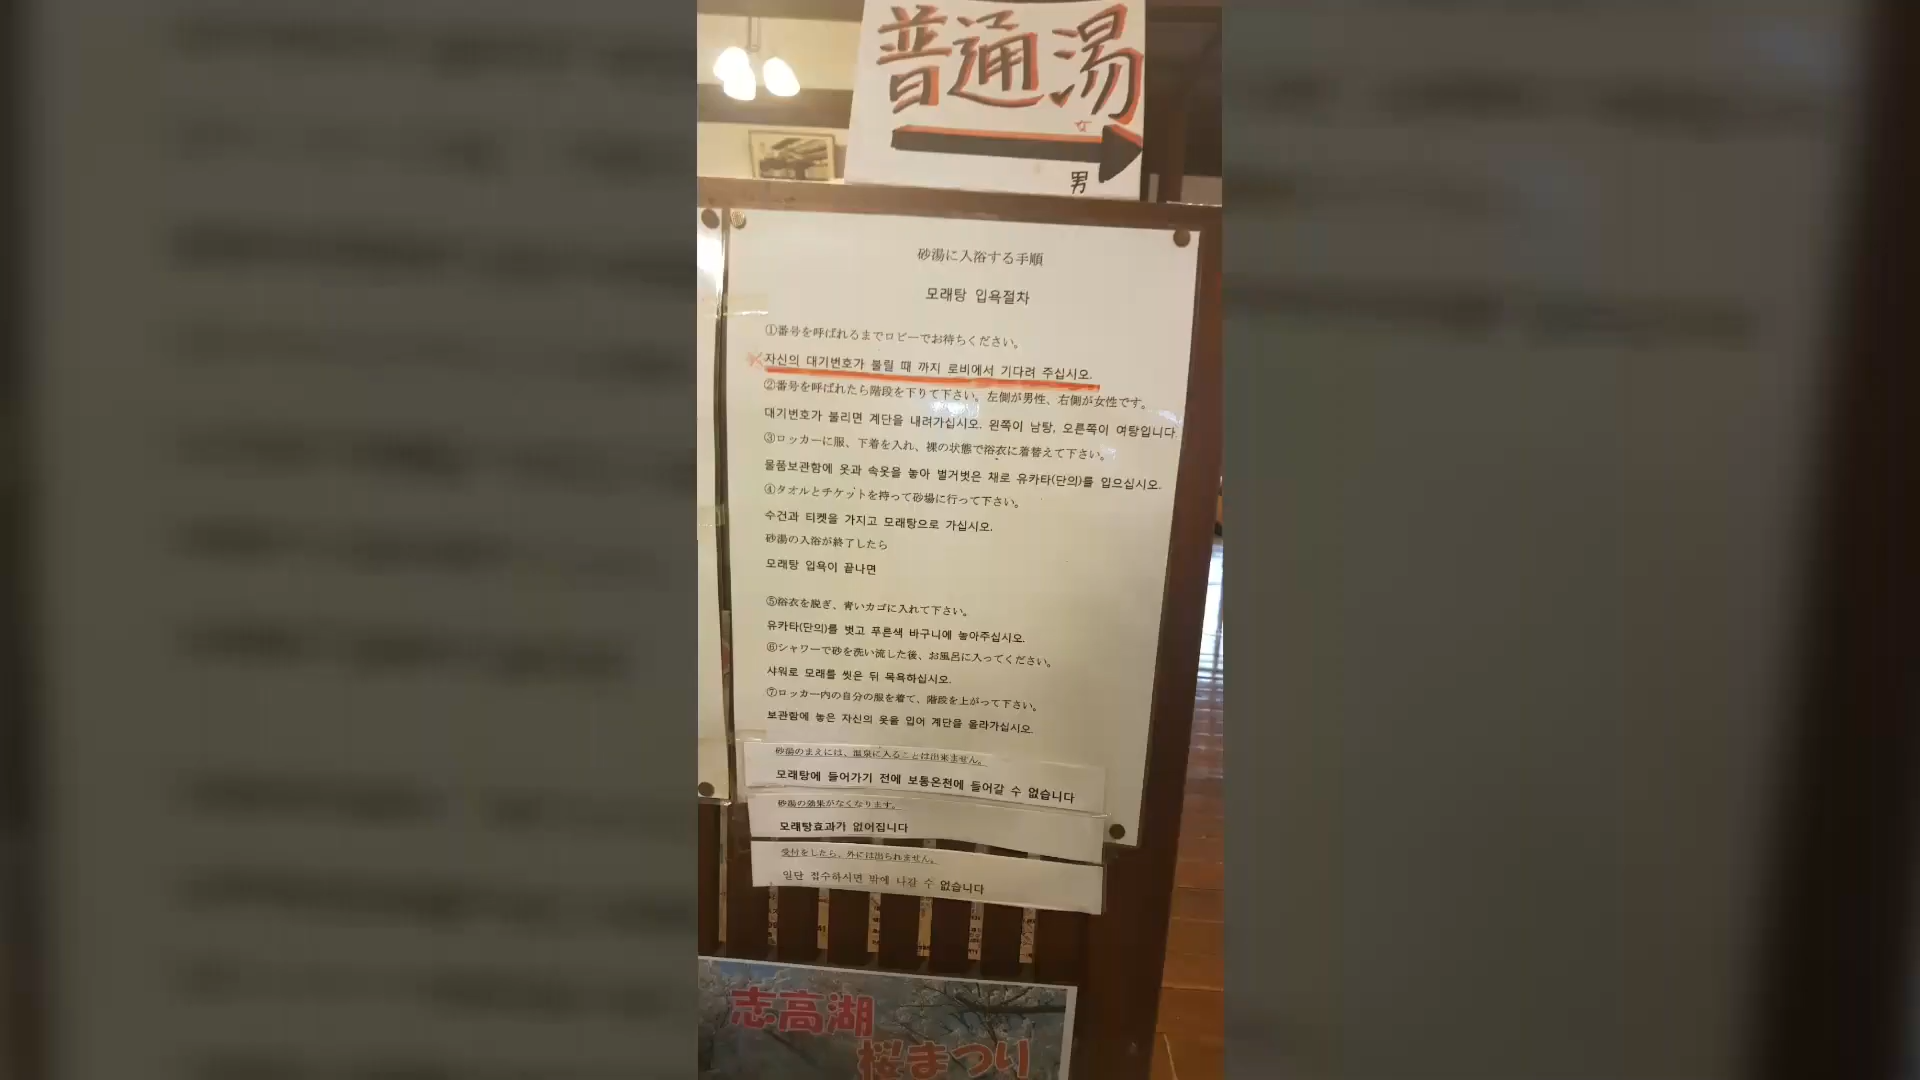 普通湯
女
男
砂湯に入浴する手順
모래탕 입욕절차
①番号を呼ばれるまでロビーでお待ちください。
자신의 대기번호가 불릴 때 까지 로비에서 기다려 주십시오.
②番号を呼ばれたら階段を下りて下さい。左側が男性、右側が女性です。
대기번호가 불리면 계단을 내려가십시오. 왼쪽이 남탕, 오른쪽이 여탕입니다.
③ロッカーに服、下着を入れ、裸の状態で浴衣に着替えて下さい。
물품보관함에 옷과 속옷을 놓아 벌거벗은 채로 유카타(단의)를 입으십시오.
④タオルとチケットを持って砂場に行って下さい。
수건과 티켓을 가지고 모래탕으로 가십시오.
砂湯の入浴が終了したら
모래탕 입욕이 끝나면
⑤浴衣を脱ぎ、青いカゴに入れて下さい。
유카타(단의)를 벗고 푸른색 바구니에 놓아주십시오.
⑥シャワーで砂を洗い流した後、お風呂に入ってください。
샤워로 모래를 씻은 뒤 목욕하십시오.
⑦ロッカー内の自分の服を着て、階段を上がって下さい。
보관함에 놓은 자신의 옷을 입어 계단을 올라가십시오.
砂湯のまえには、温泉に入ることは出来ません。
모래탕에 들어가기 전에 보통온천에 들어갈 수 없습니다
砂湯の効果がなくなります。
모래탕효과가 없어집니다
受付をしたら、外には出られません。
일단 접수하시면 밖에 나갈 수 없습니다
志高湖
桜まつり